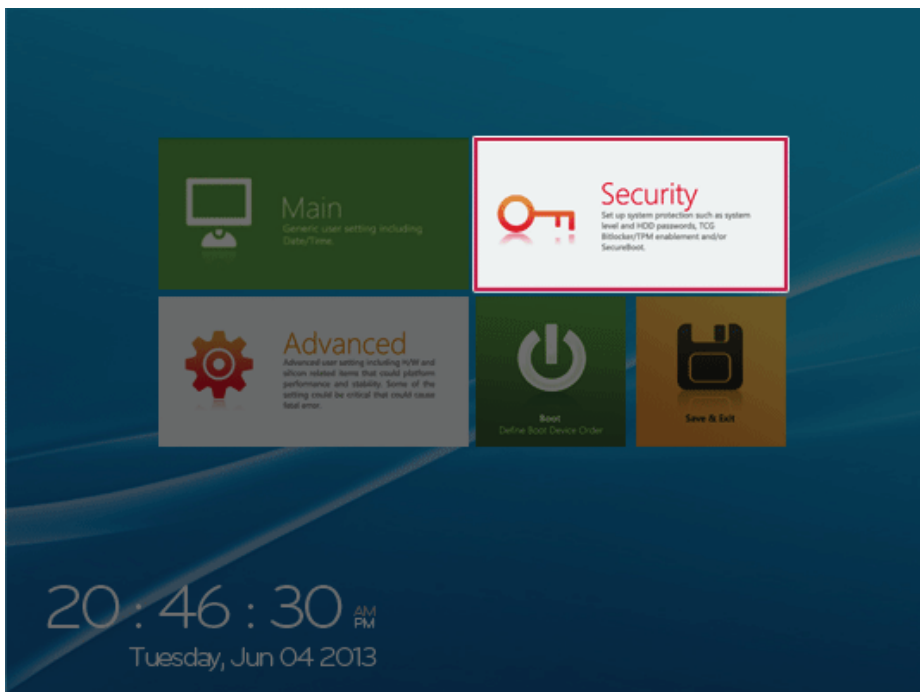 Main
Generic user setting including
Date/Time.
Security
Set up system protection such as system
level and HDD passwords, TCG
Bitlocker/TPM enablement and/or
SecureBoot.
Advanced
Advanced user setting including H/W and
silicon related items that could platform
performance and stability. Some of the
setting could be critical that could cause
fatal error.
Boot
Define Boot Device Order
Save & Exit
20 : 46 : 30 AM
PM
Tuesday, Jun 04 2013